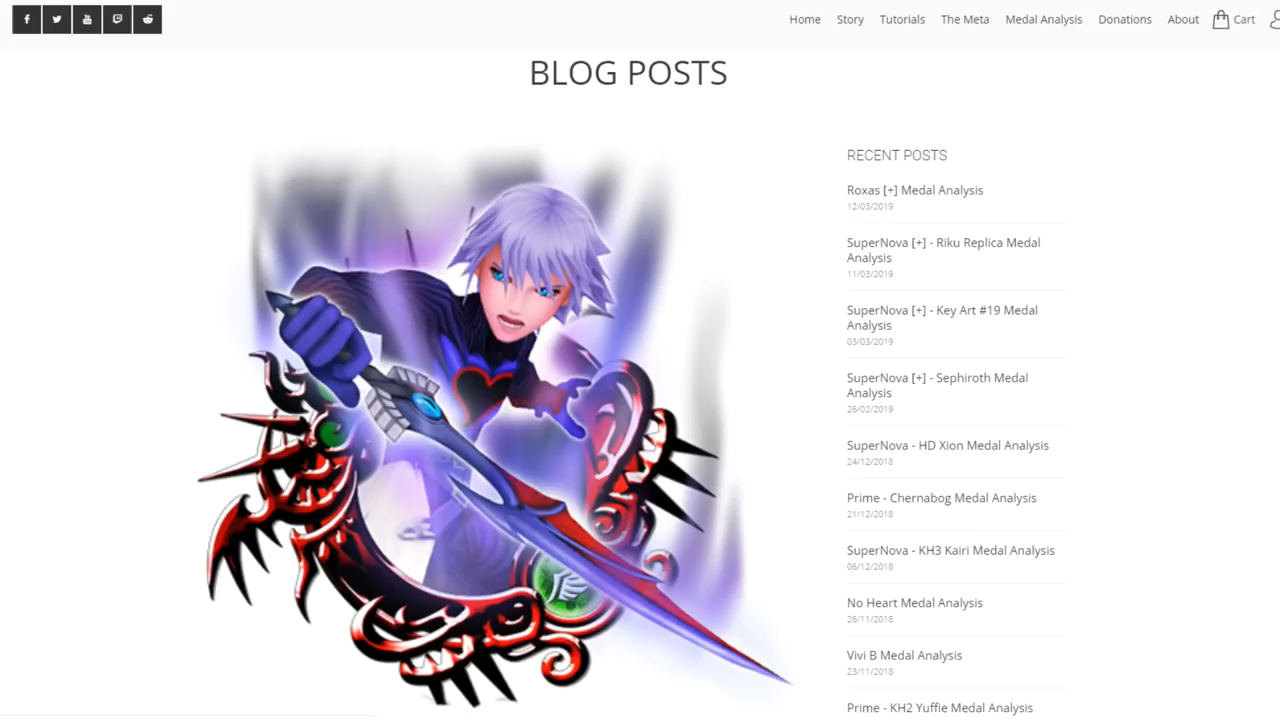 Home Story Tutorials The Meta Medal Analysis Donations About Cart
BLOG POSTS
RECENT POSTS
Roxas [+] Medal Analysis
12/03/2019
SuperNova [+] - Riku Replica Medal
Analysis
11/03/2019
SuperNova [+] - Key Art #19 Medal
Analysis
03/03/2019
SuperNova [+] - Sephiroth Medal
Analysis
26/02/2019
SuperNova - HD Xion Medal Analysis
24/12/2018
Prime - Chernabog Medal Analysis
21/12/2018
SuperNova - KH3 Kairi Medal Analysis
06/12/2018
No Heart Medal Analysis
26/11/2018
Vivi B Medal Analysis
23/11/2018
Prime - KH2 Yuffie Medal Analysis